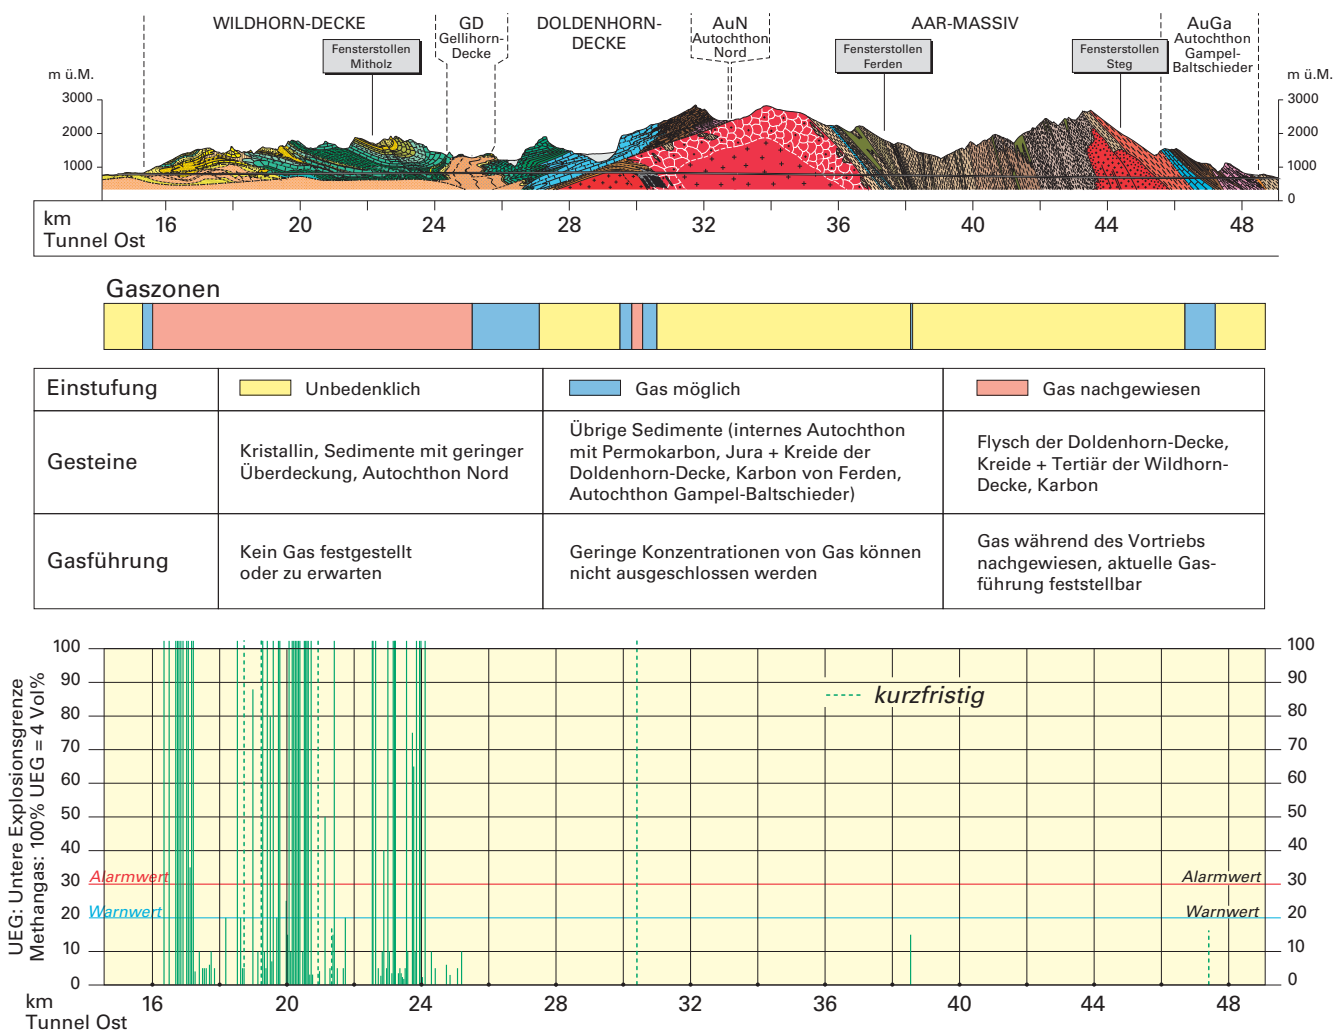 WILDHORN-DECKE
GD
Gellihorn-
Decke
DOLDENHORN-
DECKE
AuN
Autochthon
Nord
AAR-MASSIV
AuGa
Autochthon
Gampel-
Baltschieder
Fensterstollen
Mitholz
Fensterstollen
Ferden
Fensterstollen
Steg
m ü.M.
3000
2000
1000
m ü.M.
3000
2000
1000
0
km
Tunnel Ost
16 20 24 28 32 36 40 44 48
Gaszonen
Einstufung
Unbedenklich
Gas möglich
Gas nachgewiesen
Gesteine
Kristallin, Sedimente mit geringer
Überdeckung, Autochthon Nord
Übrige Sedimente (internes Autochthon
mit Permokarbon, Jura + Kreide der
Doldenhorn-Decke, Karbon von Ferden,
Autochthon Gampel-Baltschieder)
Flysch der Doldenhorn-Decke,
Kreide + Tertiär der Wildhorn-
Decke, Karbon
Gasführung
Kein Gas festgestellt
oder zu erwarten
Geringe Konzentrationen von Gas können
nicht ausgeschlossen werden
Gas während des Vortriebs
nachgewiesen, aktuelle Gas-
führung feststellbar
UEG: Untere Explosionsgrenze
Methangas: 100% UEG = 4 Vol%
100
90
80
70
60
50
40
30
20
10
0
Alarmwert
Warnwert
kurzfristig
Alarmwert
Warnwert
100
90
80
70
60
50
40
30
20
10
0
km
Tunnel Ost
16 20 24 28 32 36 40 44 48